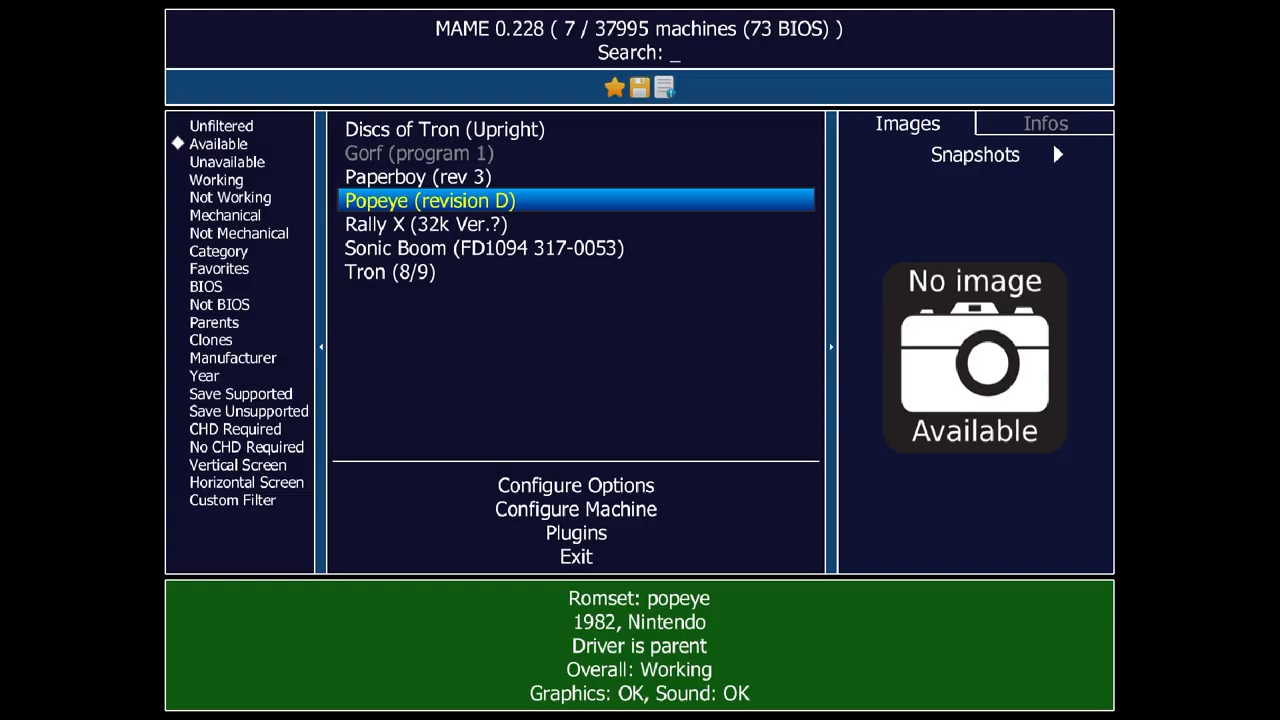 MAME 0.228 ( 7 / 37995 machines (73 BIOS) )
Search: _
Unfiltered
Available
Unavailable
Working
Not Working
Mechanical
Not Mechanical
Category
Favorites
BIOS
Not BIOS
Parents
Clones
Manufacturer
Year
Save Supported
Save Unsupported
CHD Required
No CHD Required
Vertical Screen
Horizontal Screen
Custom Filter
Discs of Tron (Upright)
Gorf (program 1)
Paperboy (rev 3)
Popeye (revision D)
Rally X (32k Ver.?)
Sonic Boom (FD1094 317-0053)
Tron (8/9)
Configure Options
Configure Machine
Plugins
Exit
Images
Infos
Snapshots
No image
Available
Romset: popeye
1982, Nintendo
Driver is parent
Overall: Working
Graphics: OK, Sound: OK